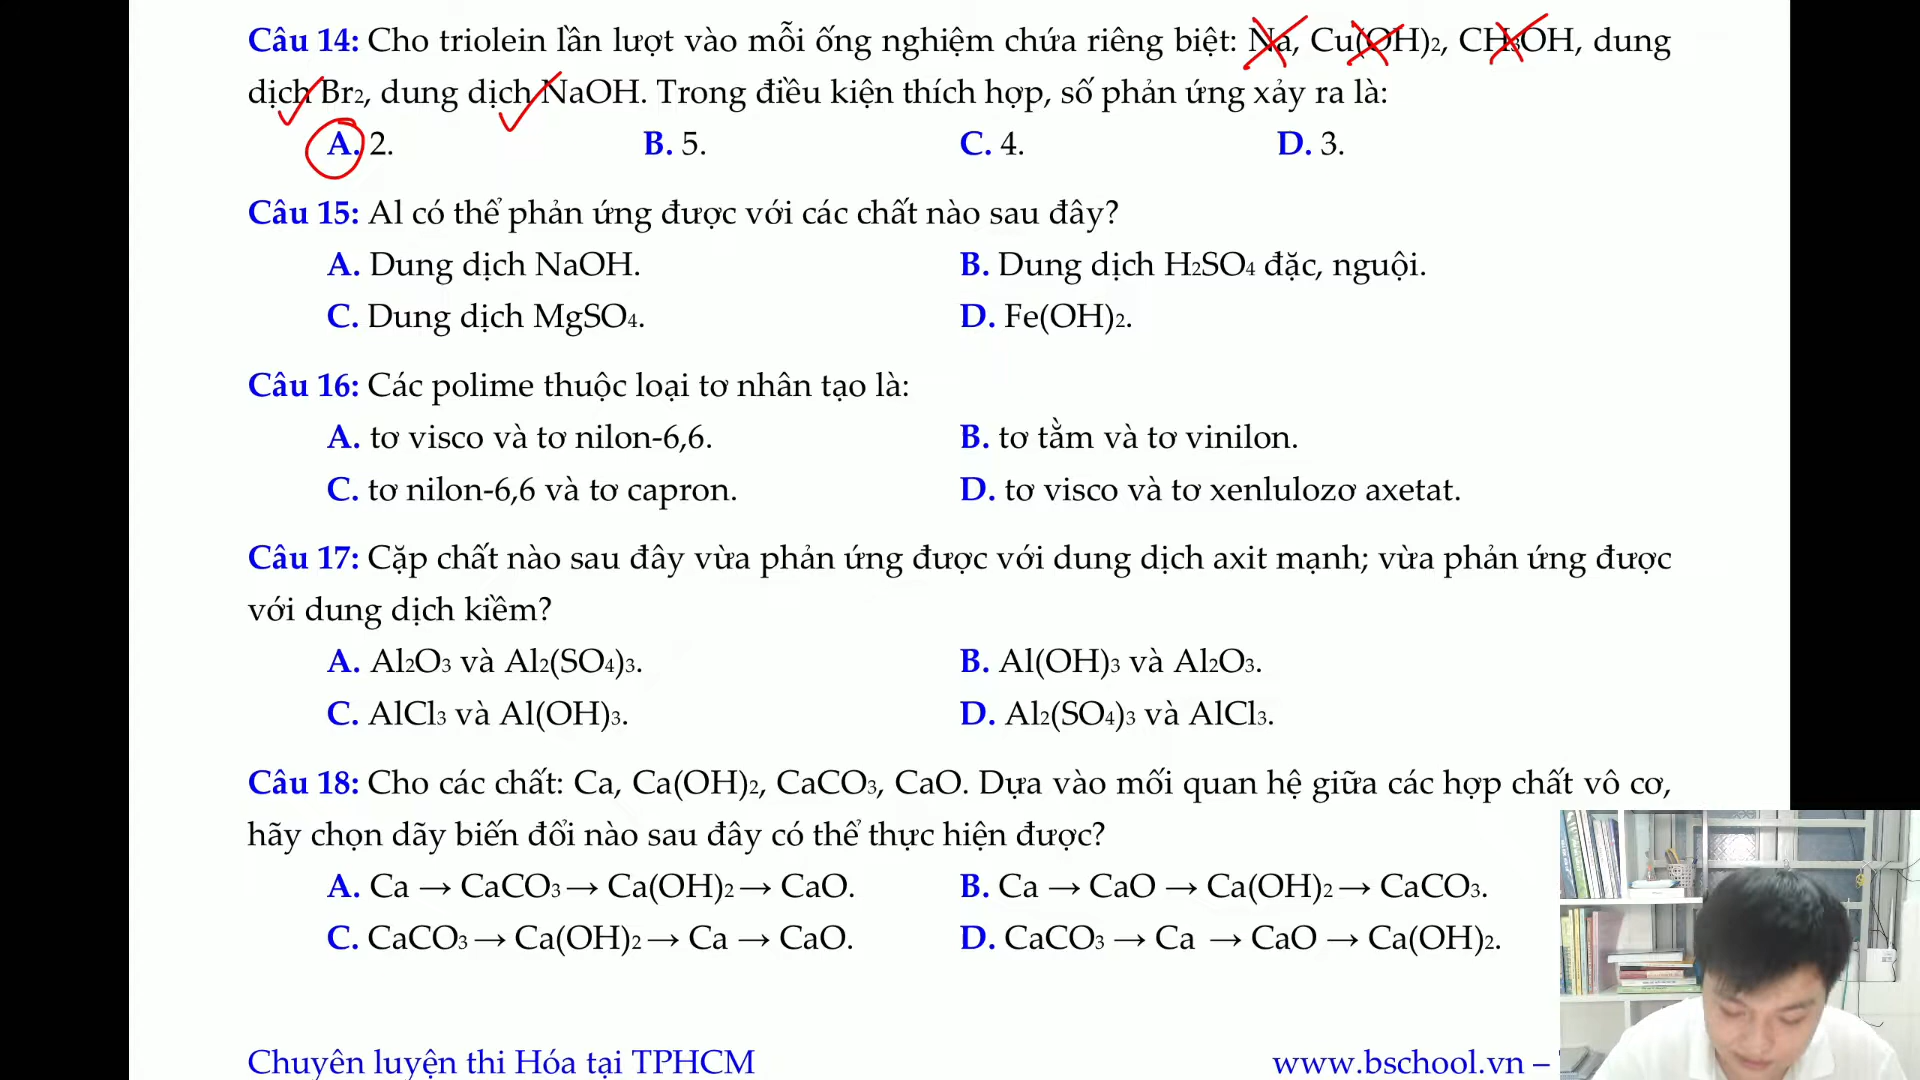 Câu 14: Cho triolein lần lượt vào mỗi ống nghiệm chứa riêng biệt: Na, Cu(OH)₂, CH₃OH, dung
dịch Br₂, dung dịch NaOH. Trong điều kiện thích hợp, số phản ứng xảy ra là:
A. 2. B. 5. C. 4. D. 3.
Câu 15: Al có thể phản ứng được với các chất nào sau đây?
A. Dung dịch NaOH. B. Dung dịch H₂SO₄ đặc, nguội.
C. Dung dịch MgSO₄. D. Fe(OH)₂.
Câu 16: Các polime thuộc loại tơ nhân tạo là:
A. tơ visco và tơ nilon-6,6. B. tơ tằm và tơ vinilon.
C. tơ nilon-6,6 và tơ capron. D. tơ visco và tơ xenlulozơ axetat.
Câu 17: Cặp chất nào sau đây vừa phản ứng được với dung dịch axit mạnh; vừa phản ứng được
với dung dịch kiềm?
A. Al₂O₃ và Al₂(SO₄)₃. B. Al(OH)₃ và Al₂O₃.
C. AlCl₃ và Al(OH)₃. D. Al₂(SO₄)₃ và AlCl₃.
Câu 18: Cho các chất: Ca, Ca(OH)₂, CaCO₃, CaO. Dựa vào mối quan hệ giữa các hợp chất vô cơ,
hãy chọn dãy biến đổi nào sau đây có thể thực hiện được?
A. Ca → CaCO₃ → Ca(OH)₂ → CaO. B. Ca → CaO → Ca(OH)₂ → CaCO₃.
C. CaCO₃ → Ca(OH)₂ → Ca → CaO. D. CaCO₃ → Ca → CaO → Ca(OH)₂.
Chuyên luyện thi Hóa tại TPHCM www.bschool.vn –